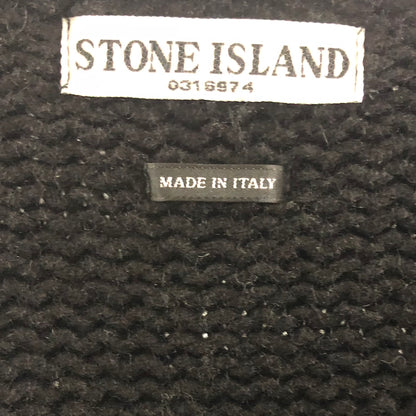 STONE ISLAND
0316974
MADE IN ITALY